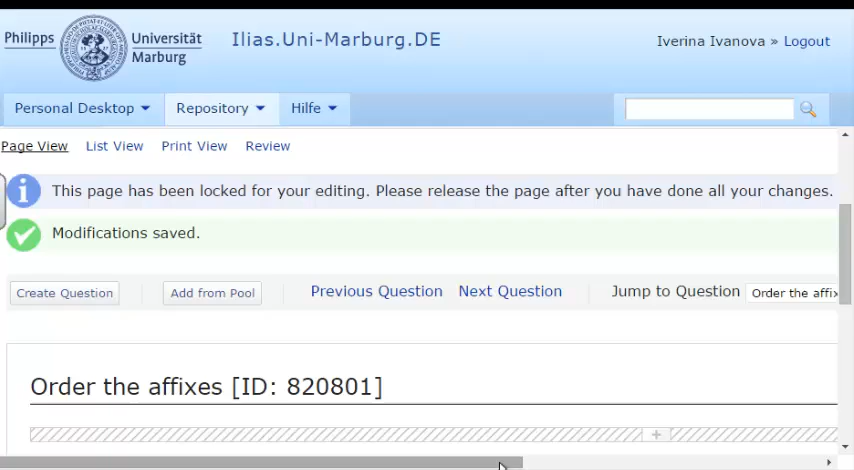 Philipps Universität Marburg
Ilias.Uni-Marburg.DE
Iverina Ivanova » Logout
Personal Desktop Repository Hilfe
Page View List View Print View Review
This page has been locked for your editing. Please release the page after you have done all your changes.
Modifications saved.
Create Question Add from Pool Previous Question Next Question Jump to Question Order the affix
Order the affixes [ID: 820801]